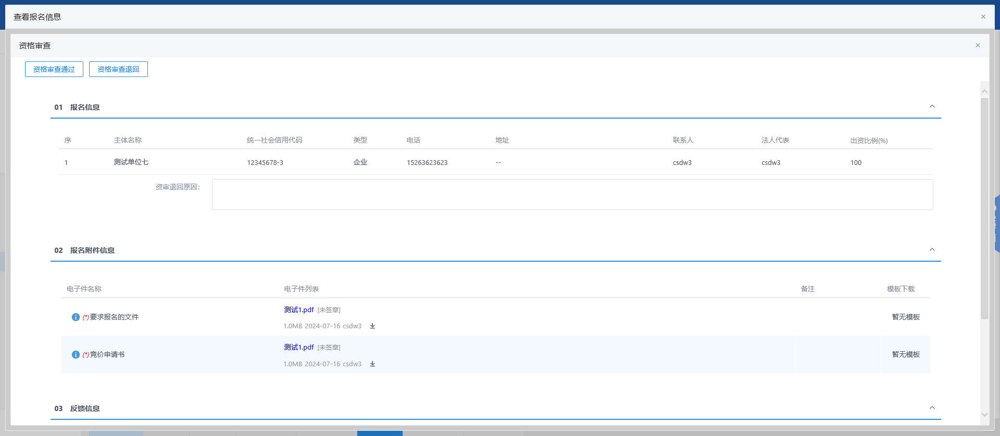 查看报名信息
资格审查
资格审查通过 资格审查退回
01 报名信息
序 主体名称 统一社会信用代码 类型 电话 地址 联系人 法人代表 出资比例(%)
1 测试单位七 12345678-3 企业 15263623623 -- csdw3 csdw3 100
资审退回原因：
02 报名附件信息
电子件名称 电子件列表 备注 模板下载
(*)要求报名的文件 测试1.pdf [未签章] 暂无模板
1.0MB 2024-07-16 csdw3
(*)竞价申请书 测试1.pdf [未签章] 暂无模板
1.0MB 2024-07-16 csdw3
03 反馈信息